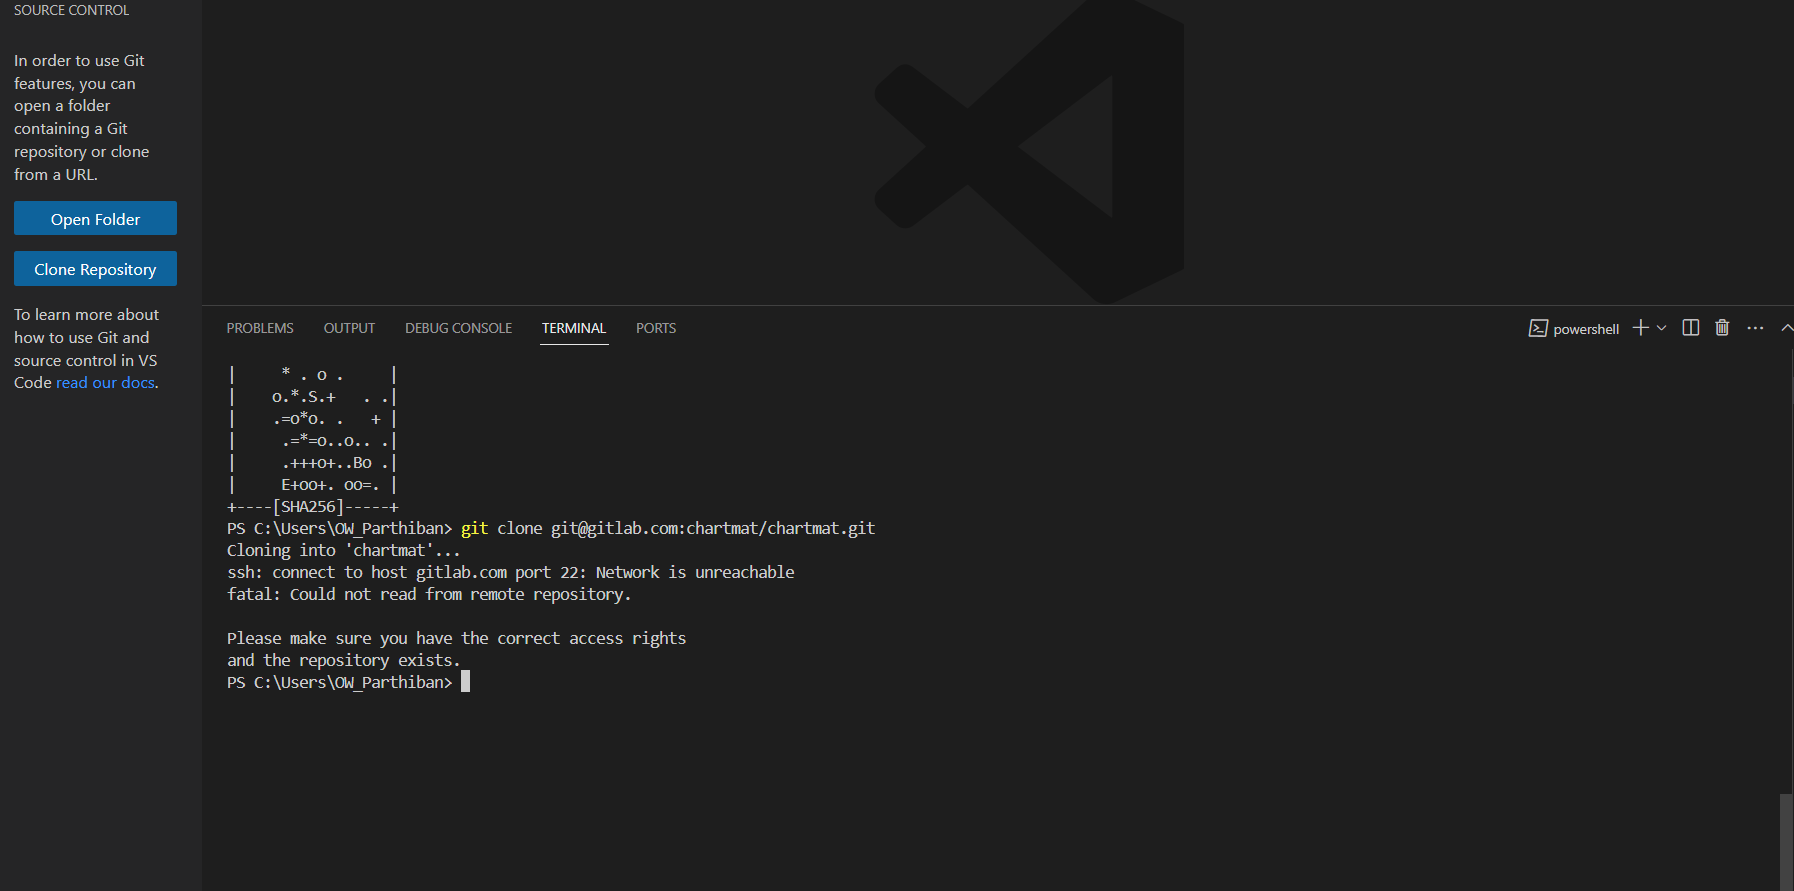 SOURCE CONTROL
In order to use Git
features, you can
open a folder
containing a Git
repository or clone
from a URL.
Open Folder
Clone Repository
To learn more about
how to use Git and
source control in VS
Code read our docs.
PROBLEMS OUTPUT DEBUG CONSOLE TERMINAL PORTS powershell
|     * . o .     |
|    o.*.S.+   . .|
|    .=o*o. .   + |
|     .=*=o..o.. .|
|     .+++o+..Bo .|
|     E+oo+. oo=. |
+----[SHA256]-----+
PS C:\Users\OW_Parthiban> git clone git@gitlab.com:chartmat/chartmat.git
Cloning into 'chartmat'...
ssh: connect to host gitlab.com port 22: Network is unreachable
fatal: Could not read from remote repository.
Please make sure you have the correct access rights
and the repository exists.
PS C:\Users\OW_Parthiban>